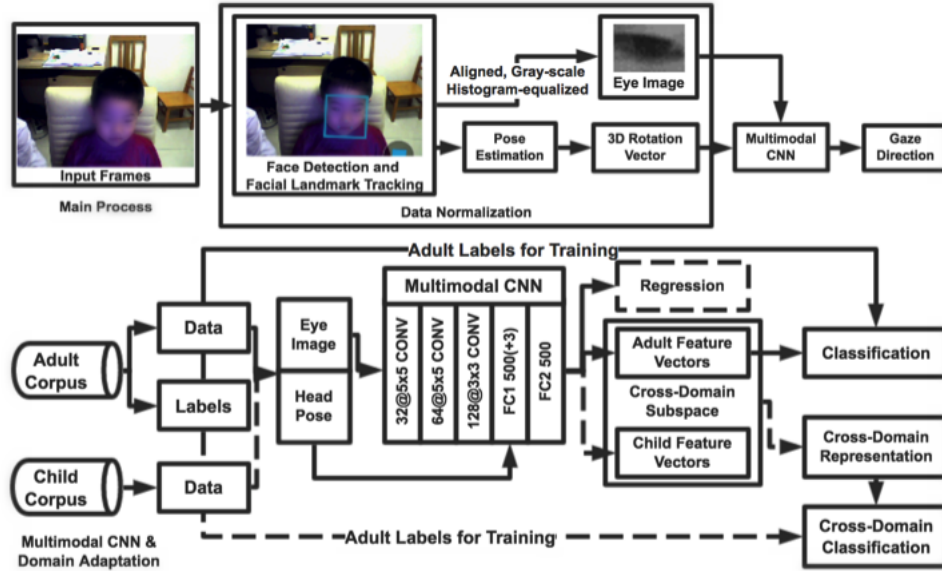 Input Frames
Main Process
Face Detection and
Facial Landmark Tracking
Aligned, Gray-scale
Histogram-equalized
Eye Image
Pose
Estimation
3D Rotation
Vector
Multimodal
CNN
Gaze
Direction
Data Normalization
Adult Labels for Training
Adult
Corpus
Data
Labels
Child
Corpus
Data
Multimodal CNN &
Domain Adaptation
Eye
Image
Head
Pose
Multimodal CNN
32@5x5 CONV
64@5x5 CONV
128@3x3 CONV
FC1 500(+3)
FC2 500
Regression
Adult Feature
Vectors
Cross-Domain
Subspace
Child Feature
Vectors
Classification
Cross-Domain
Representation
Cross-Domain
Classification
Adult Labels for Training